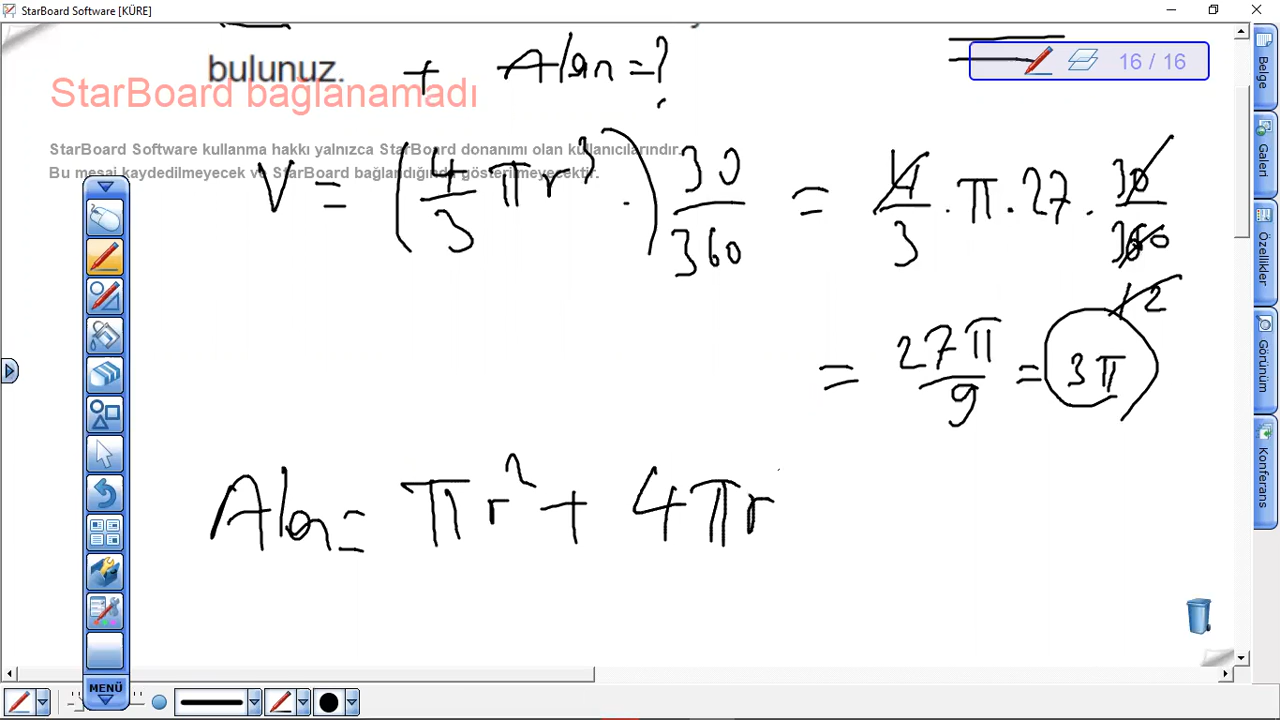 StarBoard Software [KÜRE]
bulunuz. + Alan = ?
16 / 16
StarBoard bağlanamadı
StarBoard Software kullanma hakkı yalnızca StarBoard donanımı olan kullanıcılarındır.
Bu mesaj kaydedilmeyecek ve StarBoard bağlandığında gösterilmeyecektir.
V = (4/3 πr³) · 30/360 = 4/3 · π · 27 · 30/360
12
= 27π/9 = 3π
Alan = πr² + 4πr
Belge
Galeri
Özellikler
Görünüm
Konferans
MENÜ